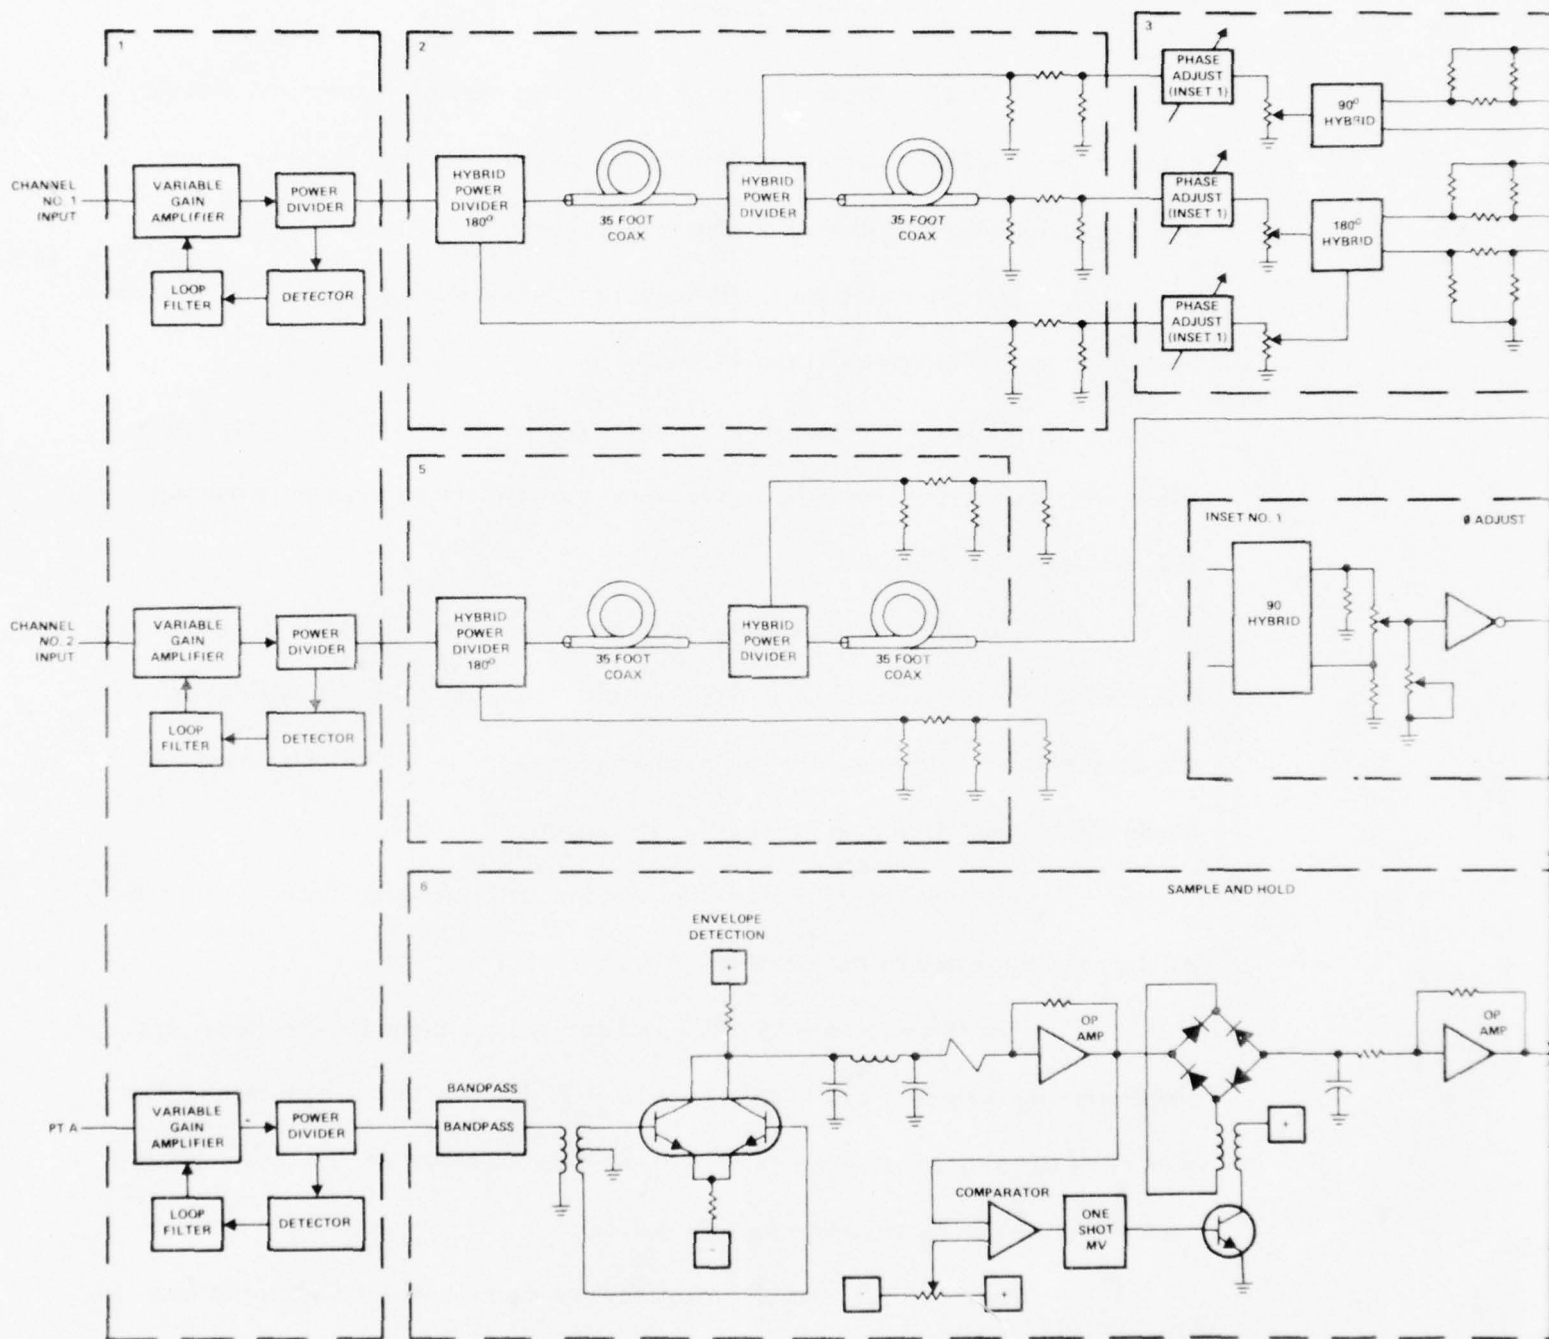 1
2
3
CHANNEL
NO. 1
INPUT
VARIABLE
GAIN
AMPLIFIER
POWER
DIVIDER
LOOP
FILTER
DETECTOR
HYBRID
POWER
DIVIDER
180°
35 FOOT
COAX
HYBRID
POWER
DIVIDER
35 FOOT
COAX
PHASE
ADJUST
(INSET 1)
90°
HYBRID
PHASE
ADJUST
(INSET 1)
180°
HYBRID
PHASE
ADJUST
(INSET 1)
5
CHANNEL
NO. 2
INPUT
VARIABLE
GAIN
AMPLIFIER
POWER
DIVIDER
LOOP
FILTER
DETECTOR
HYBRID
POWER
DIVIDER
180°
35 FOOT
COAX
HYBRID
POWER
DIVIDER
35 FOOT
COAX
INSET NO. 1
Ø ADJUST
90
HYBRID
6
SAMPLE AND HOLD
ENVELOPE
DETECTION
+
OP
AMP
OP
AMP
PT A
VARIABLE
GAIN
AMPLIFIER
POWER
DIVIDER
LOOP
FILTER
DETECTOR
BANDPASS
BANDPASS
+
COMPARATOR
ONE
SHOT
MV
-
-
+